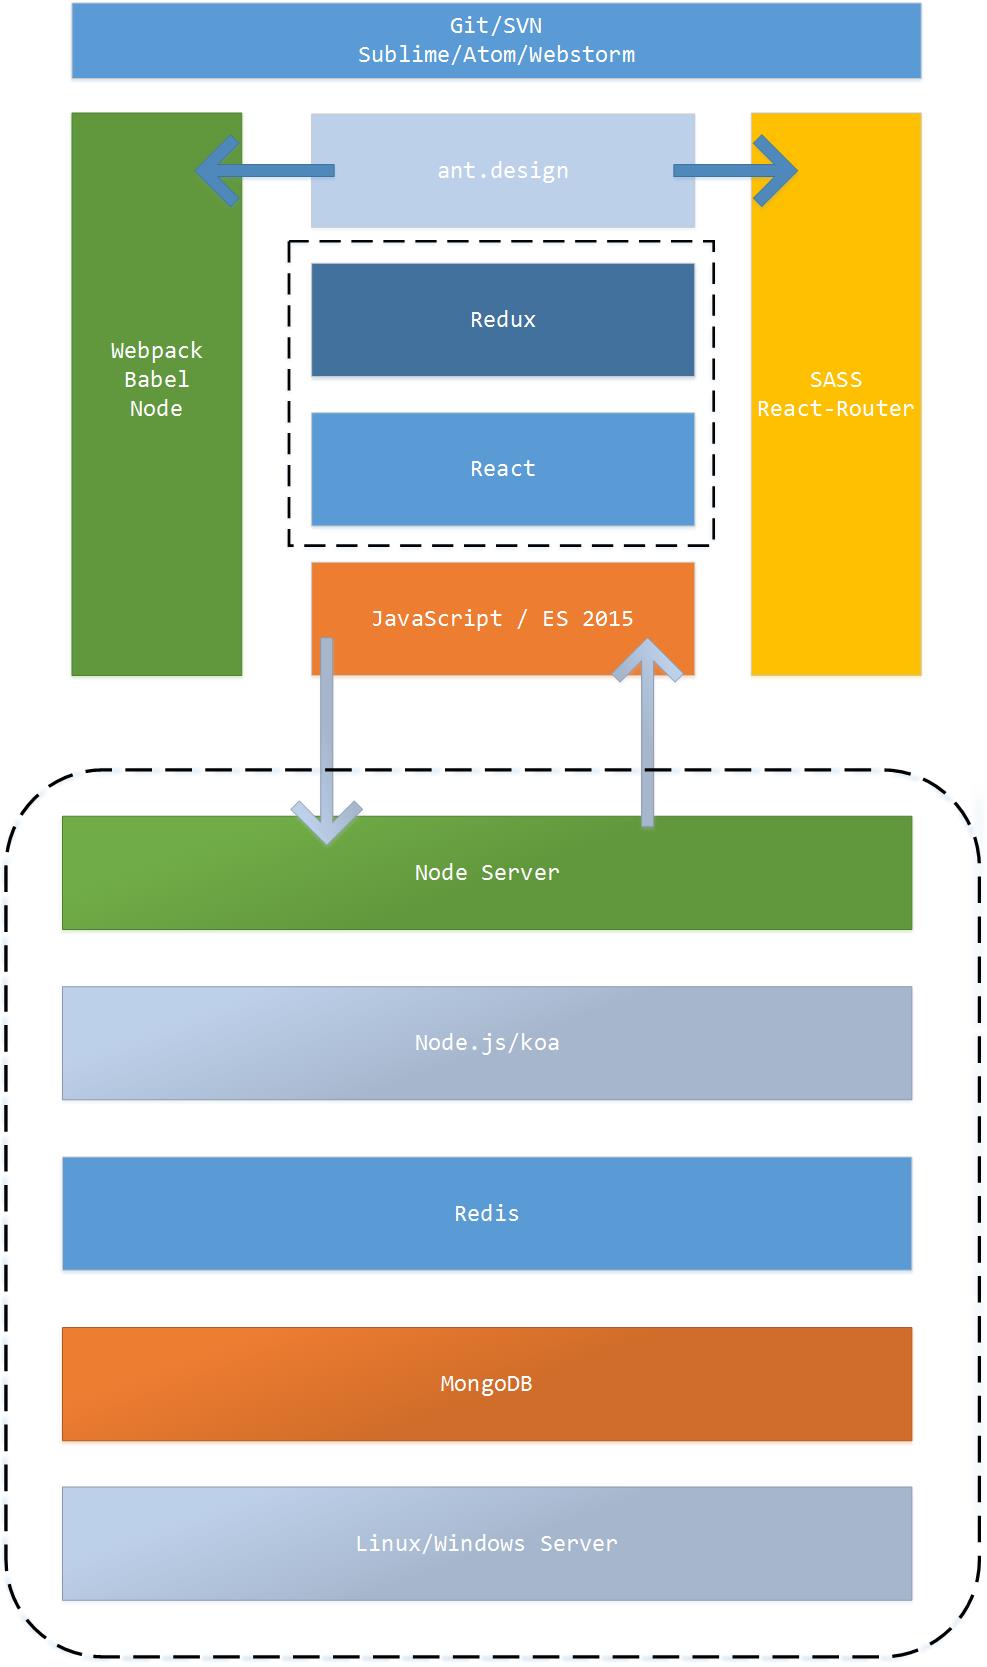 Git/SVN
Sublime/Atom/Webstorm
ant.design
Redux
Webpack
Babel
Node
SASS
React-Router
React
JavaScript / ES 2015
Node Server
Node.js/koa
Redis
MongoDB
Linux/Windows Server